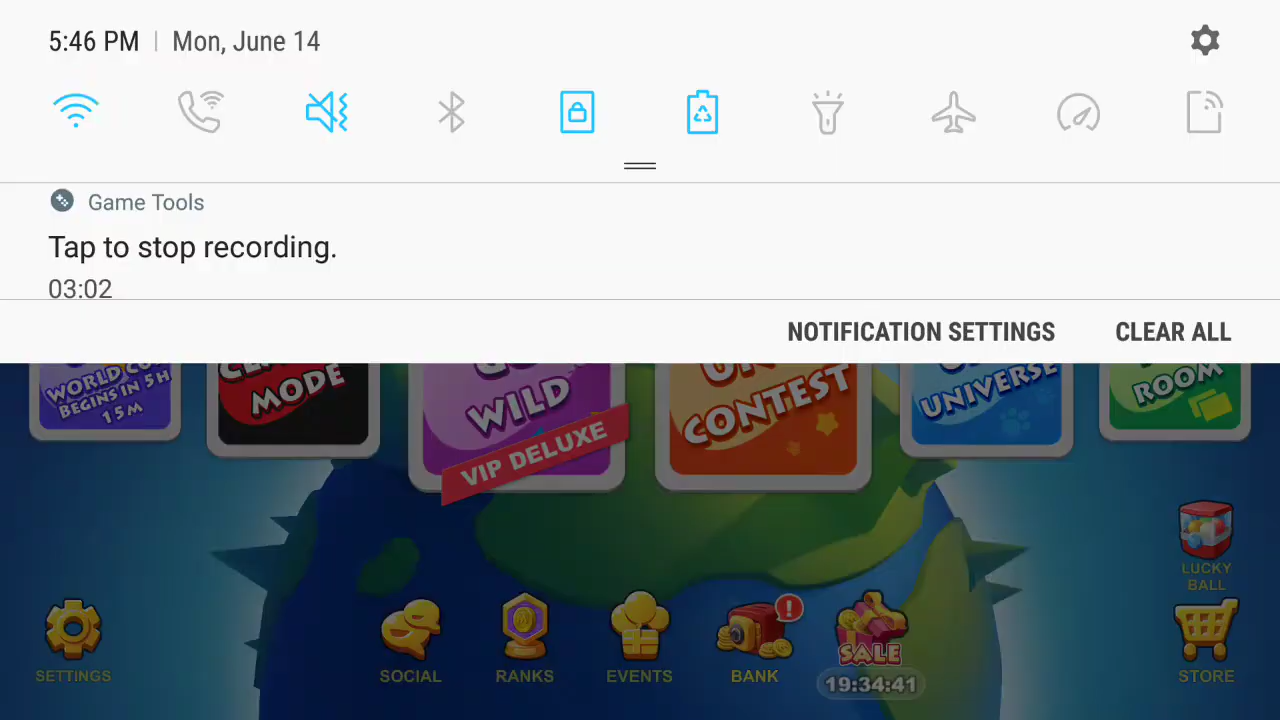 5:46 PM | Mon, June 14
Game Tools
Tap to stop recording.
03:02
NOTIFICATION SETTINGS
CLEAR ALL
WORLD CUP
BEGINS IN 5H
15M
MODE
GO
WILD
VIP DELUXE
CONTEST
UNIVERSE
ROOM
LUCKY
BALL
SETTINGS
SOCIAL
RANKS
EVENTS
!
BANK
SALE
19:34:41
STORE